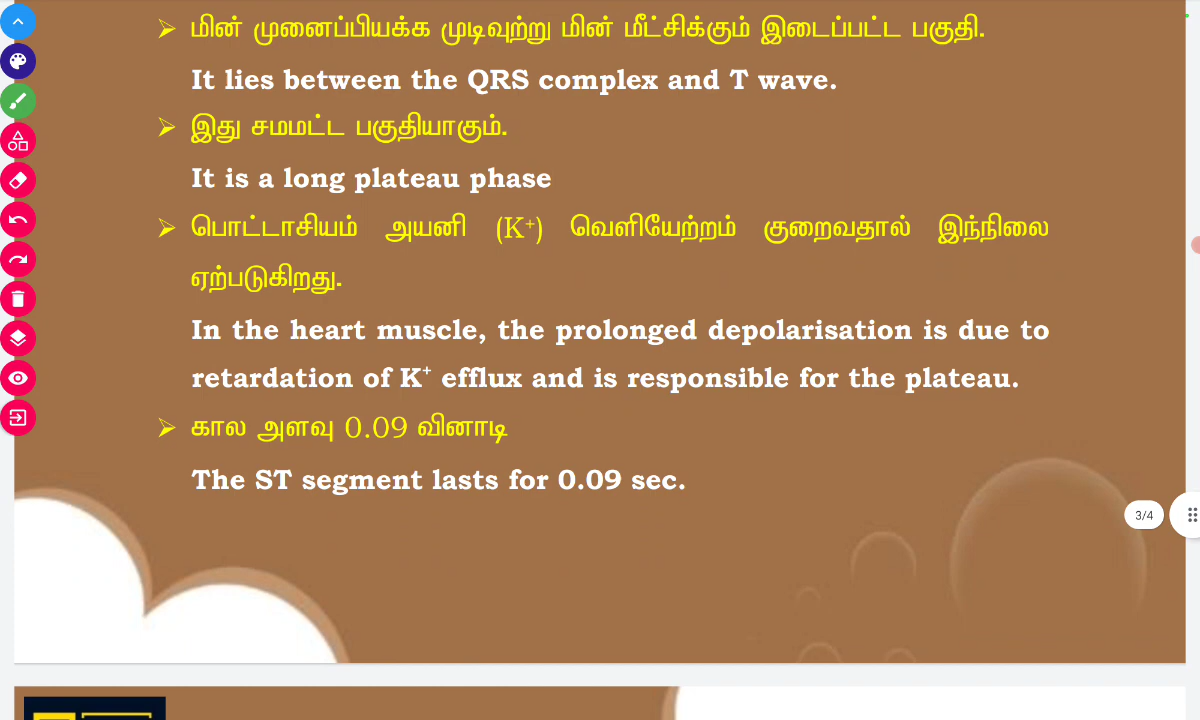 ➢ மின் முனைப்பியக்க முடிவுற்று மின் மீட்சிக்கும் இடைப்பட்ட பகுதி.
It lies between the QRS complex and T wave.
➢ இது சமமட்ட பகுதியாகும்.
It is a long plateau phase
➢ பொட்டாசியம் அயனி (K⁺) வெளியேற்றம் குறைவதால் இந்நிலை
ஏற்படுகிறது.
In the heart muscle, the prolonged depolarisation is due to
retardation of K⁺ efflux and is responsible for the plateau.
➢ கால அளவு 0.09 வினாடி
The ST segment lasts for 0.09 sec.
3/4